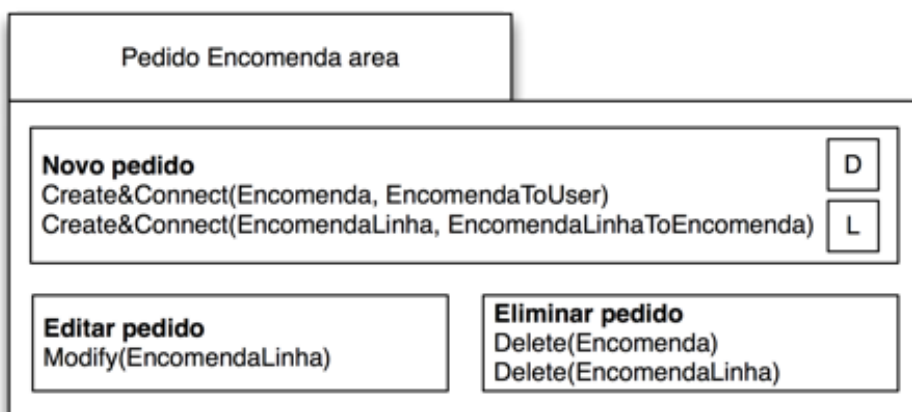 Pedido Encomenda area
Novo pedido
D
Create&Connect(Encomenda, EncomendaToUser)
Create&Connect(EncomendaLinha, EncomendaLinhaToEncomenda)
L
Editar pedido
Modify(EncomendaLinha)
Eliminar pedido
Delete(Encomenda)
Delete(EncomendaLinha)